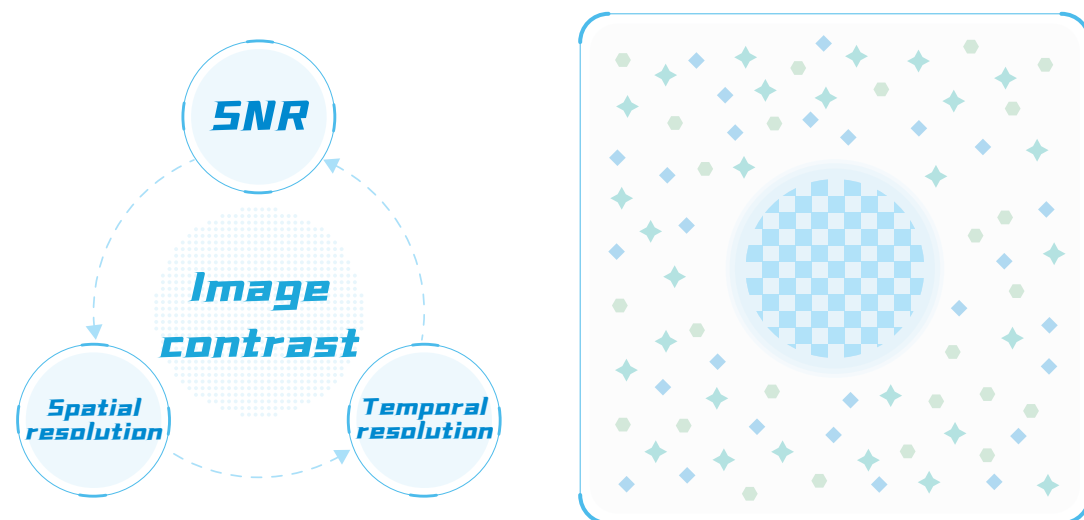 SNR
Image
contrast
Spatial
resolution
Temporal
resolution